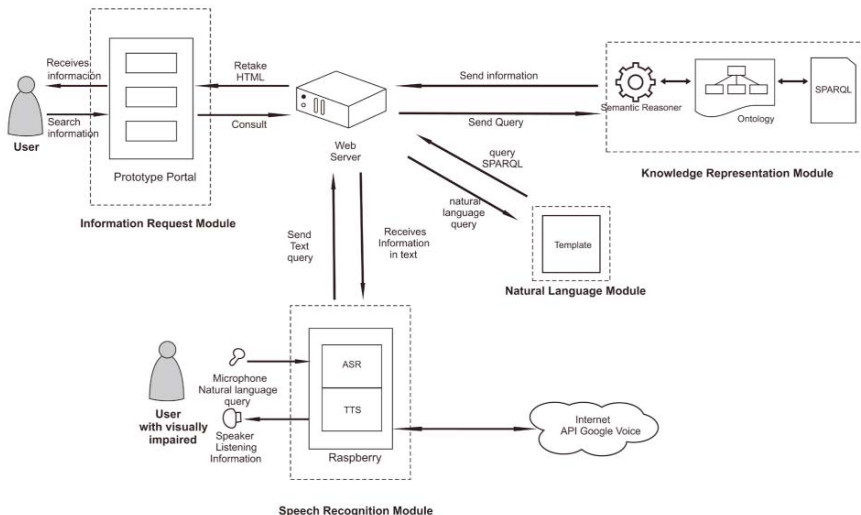 Receives
información
Search
information
User
Prototype Portal
Information Request Module
Retake
HTML
Consult
Web
Server
Send information
Send Query
Semantic Reasoner
Ontology
SPARQL
Knowledge Representation Module
query
SPARQL
natural
language
query
Template
Natural Language Module
Send
Text
query
Receives
Information
in text
User
with visually
impaired
Microphone
Natural language
query
Speaker
Listening
Information
ASR
TTS
Raspberry
Internet
API Google Voice
Speech Recognition Module